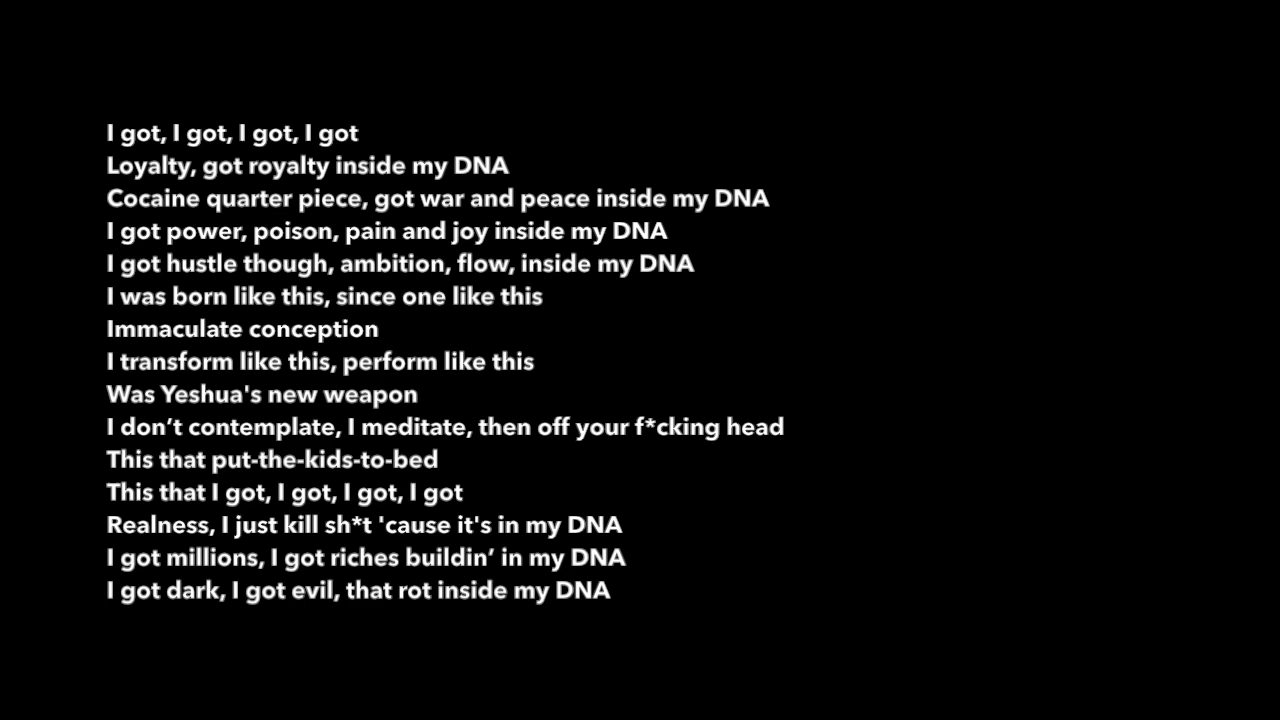 I got, I got, I got, I got
Loyalty, got royalty inside my DNA
Cocaine quarter piece, got war and peace inside my DNA
I got power, poison, pain and joy inside my DNA
I got hustle though, ambition, flow, inside my DNA
I was born like this, since one like this
Immaculate conception
I transform like this, perform like this
Was Yeshua's new weapon
I don’t contemplate, I meditate, then off your f*cking head
This that put-the-kids-to-bed
This that I got, I got, I got, I got
Realness, I just kill sh*t 'cause it's in my DNA
I got millions, I got riches buildin’ in my DNA
I got dark, I got evil, that rot inside my DNA